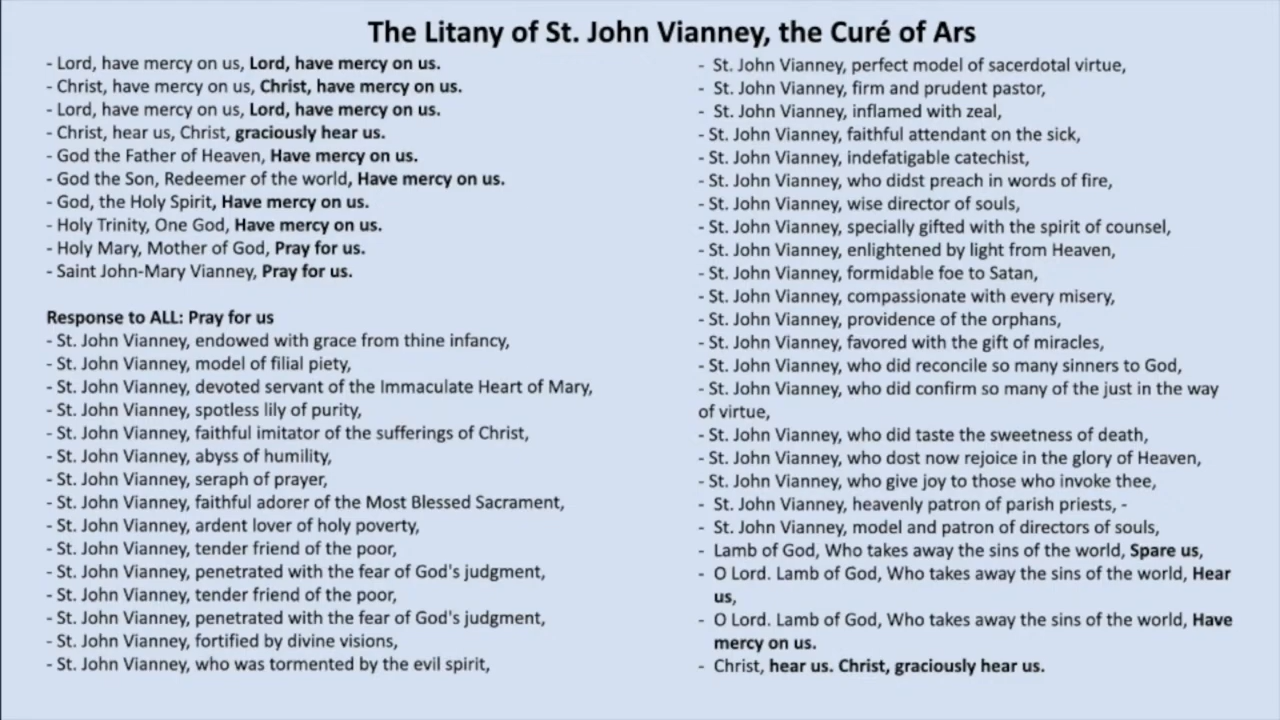 The Litany of St. John Vianney, the Curé of Ars
- Lord, have mercy on us, Lord, have mercy on us.
- Christ, have mercy on us, Christ, have mercy on us.
- Lord, have mercy on us, Lord, have mercy on us.
- Christ, hear us, Christ, graciously hear us.
- God the Father of Heaven, Have mercy on us.
- God the Son, Redeemer of the world, Have mercy on us.
- God, the Holy Spirit, Have mercy on us.
- Holy Trinity, One God, Have mercy on us.
- Holy Mary, Mother of God, Pray for us.
- Saint John-Mary Vianney, Pray for us.
Response to ALL: Pray for us
- St. John Vianney, endowed with grace from thine infancy,
- St. John Vianney, model of filial piety,
- St. John Vianney, devoted servant of the Immaculate Heart of Mary,
- St. John Vianney, spotless lily of purity,
- St. John Vianney, faithful imitator of the sufferings of Christ,
- St. John Vianney, abyss of humility,
- St. John Vianney, seraph of prayer,
- St. John Vianney, faithful adorer of the Most Blessed Sacrament,
- St. John Vianney, ardent lover of holy poverty,
- St. John Vianney, tender friend of the poor,
- St. John Vianney, penetrated with the fear of God's judgment,
- St. John Vianney, tender friend of the poor,
- St. John Vianney, penetrated with the fear of God's judgment,
- St. John Vianney, fortified by divine visions,
- St. John Vianney, who was tormented by the evil spirit,
- St. John Vianney, perfect model of sacerdotal virtue,
- St. John Vianney, firm and prudent pastor,
- St. John Vianney, inflamed with zeal,
- St. John Vianney, faithful attendant on the sick,
- St. John Vianney, indefatigable catechist,
- St. John Vianney, who didst preach in words of fire,
- St. John Vianney, wise director of souls,
- St. John Vianney, specially gifted with the spirit of counsel,
- St. John Vianney, enlightened by light from Heaven,
- St. John Vianney, formidable foe to Satan,
- St. John Vianney, compassionate with every misery,
- St. John Vianney, providence of the orphans,
- St. John Vianney, favored with the gift of miracles,
- St. John Vianney, who did reconcile so many sinners to God,
- St. John Vianney, who did confirm so many of the just in the way
of virtue,
- St. John Vianney, who did taste the sweetness of death,
- St. John Vianney, who dost now rejoice in the glory of Heaven,
- St. John Vianney, who give joy to those who invoke thee,
- St. John Vianney, heavenly patron of parish priests, -
- St. John Vianney, model and patron of directors of souls,
- Lamb of God, Who takes away the sins of the world, Spare us,
- O Lord. Lamb of God, Who takes away the sins of the world, Hear
us,
- O Lord. Lamb of God, Who takes away the sins of the world, Have
mercy on us.
- Christ, hear us. Christ, graciously hear us.